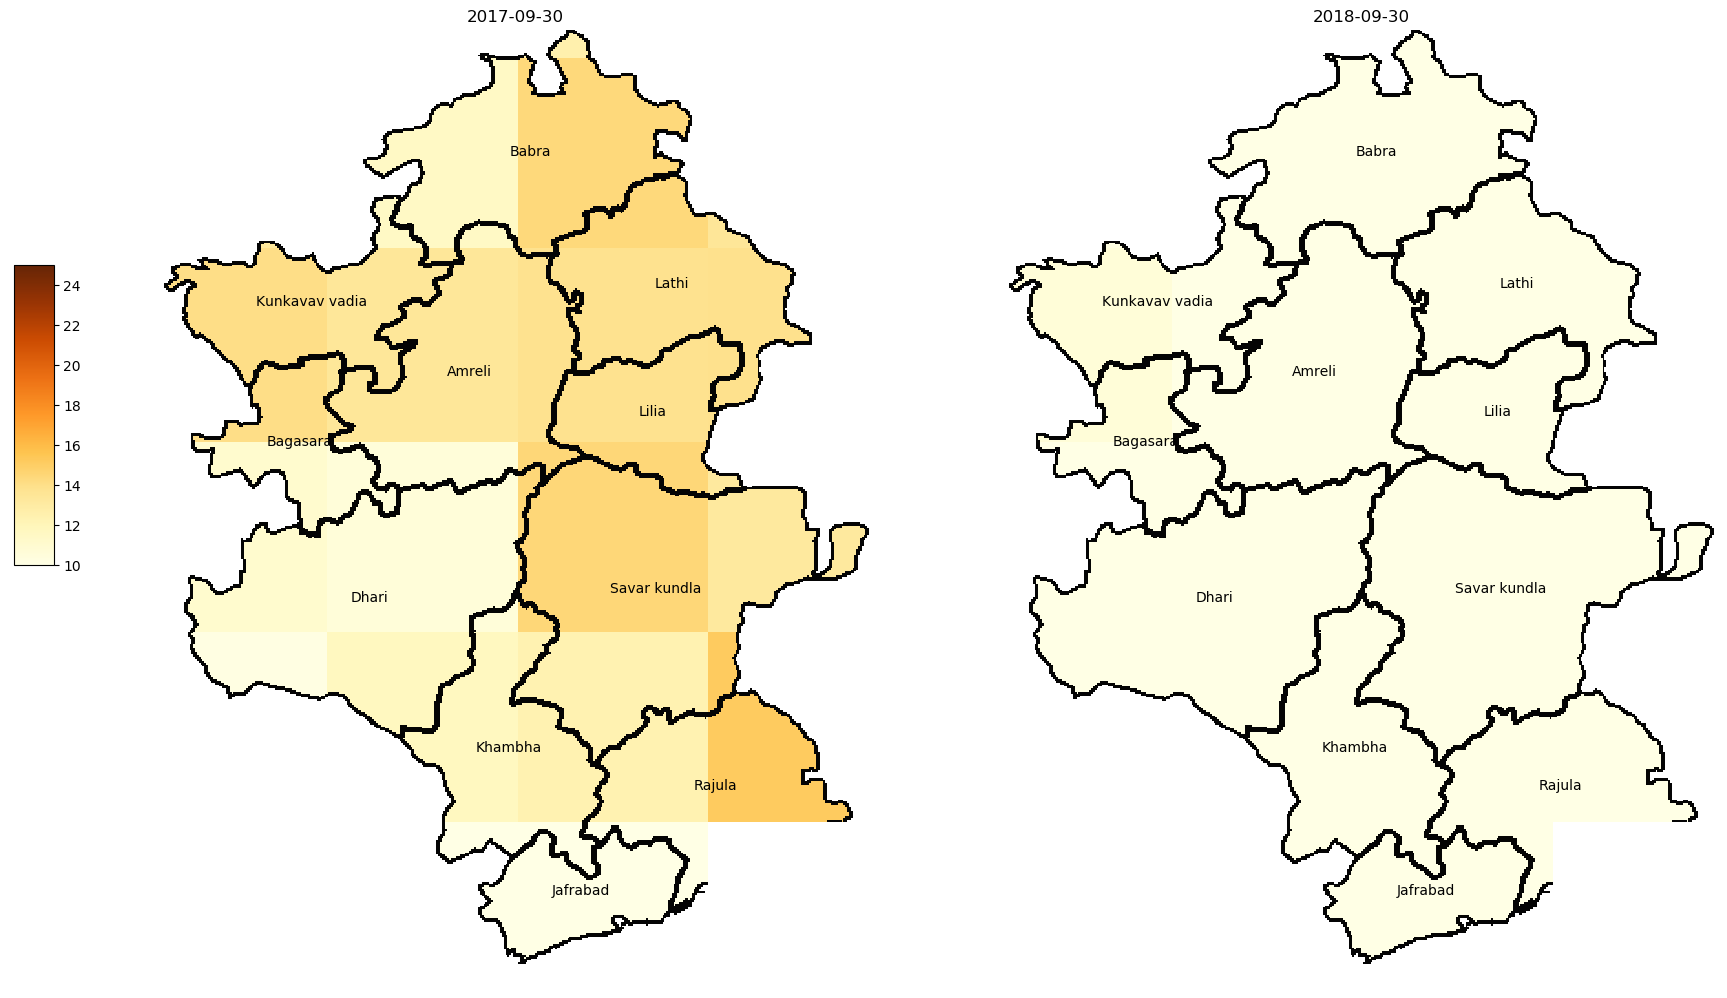 2017-09-30
2018-09-30
Babra
Babra
Lathi
Lathi
24
Kunkavav vadia
Kunkavav vadia
22
20
Amreli
Amreli
18
Lilia
Lilia
16
Bagasara
Bagasara
14
12
10
Savar kundla
Savar kundla
Dhari
Dhari
Khambha
Khambha
Rajula
Rajula
Jafrabad
Jafrabad